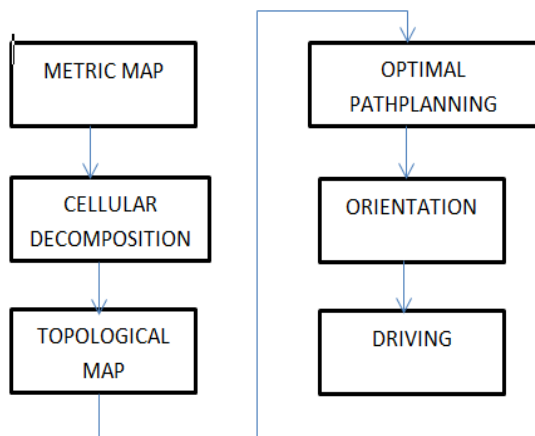 METRIC MAP
CELLULAR
DECOMPOSITION
TOPOLOGICAL
MAP
OPTIMAL
PATHPLANNING
ORIENTATION
DRIVING